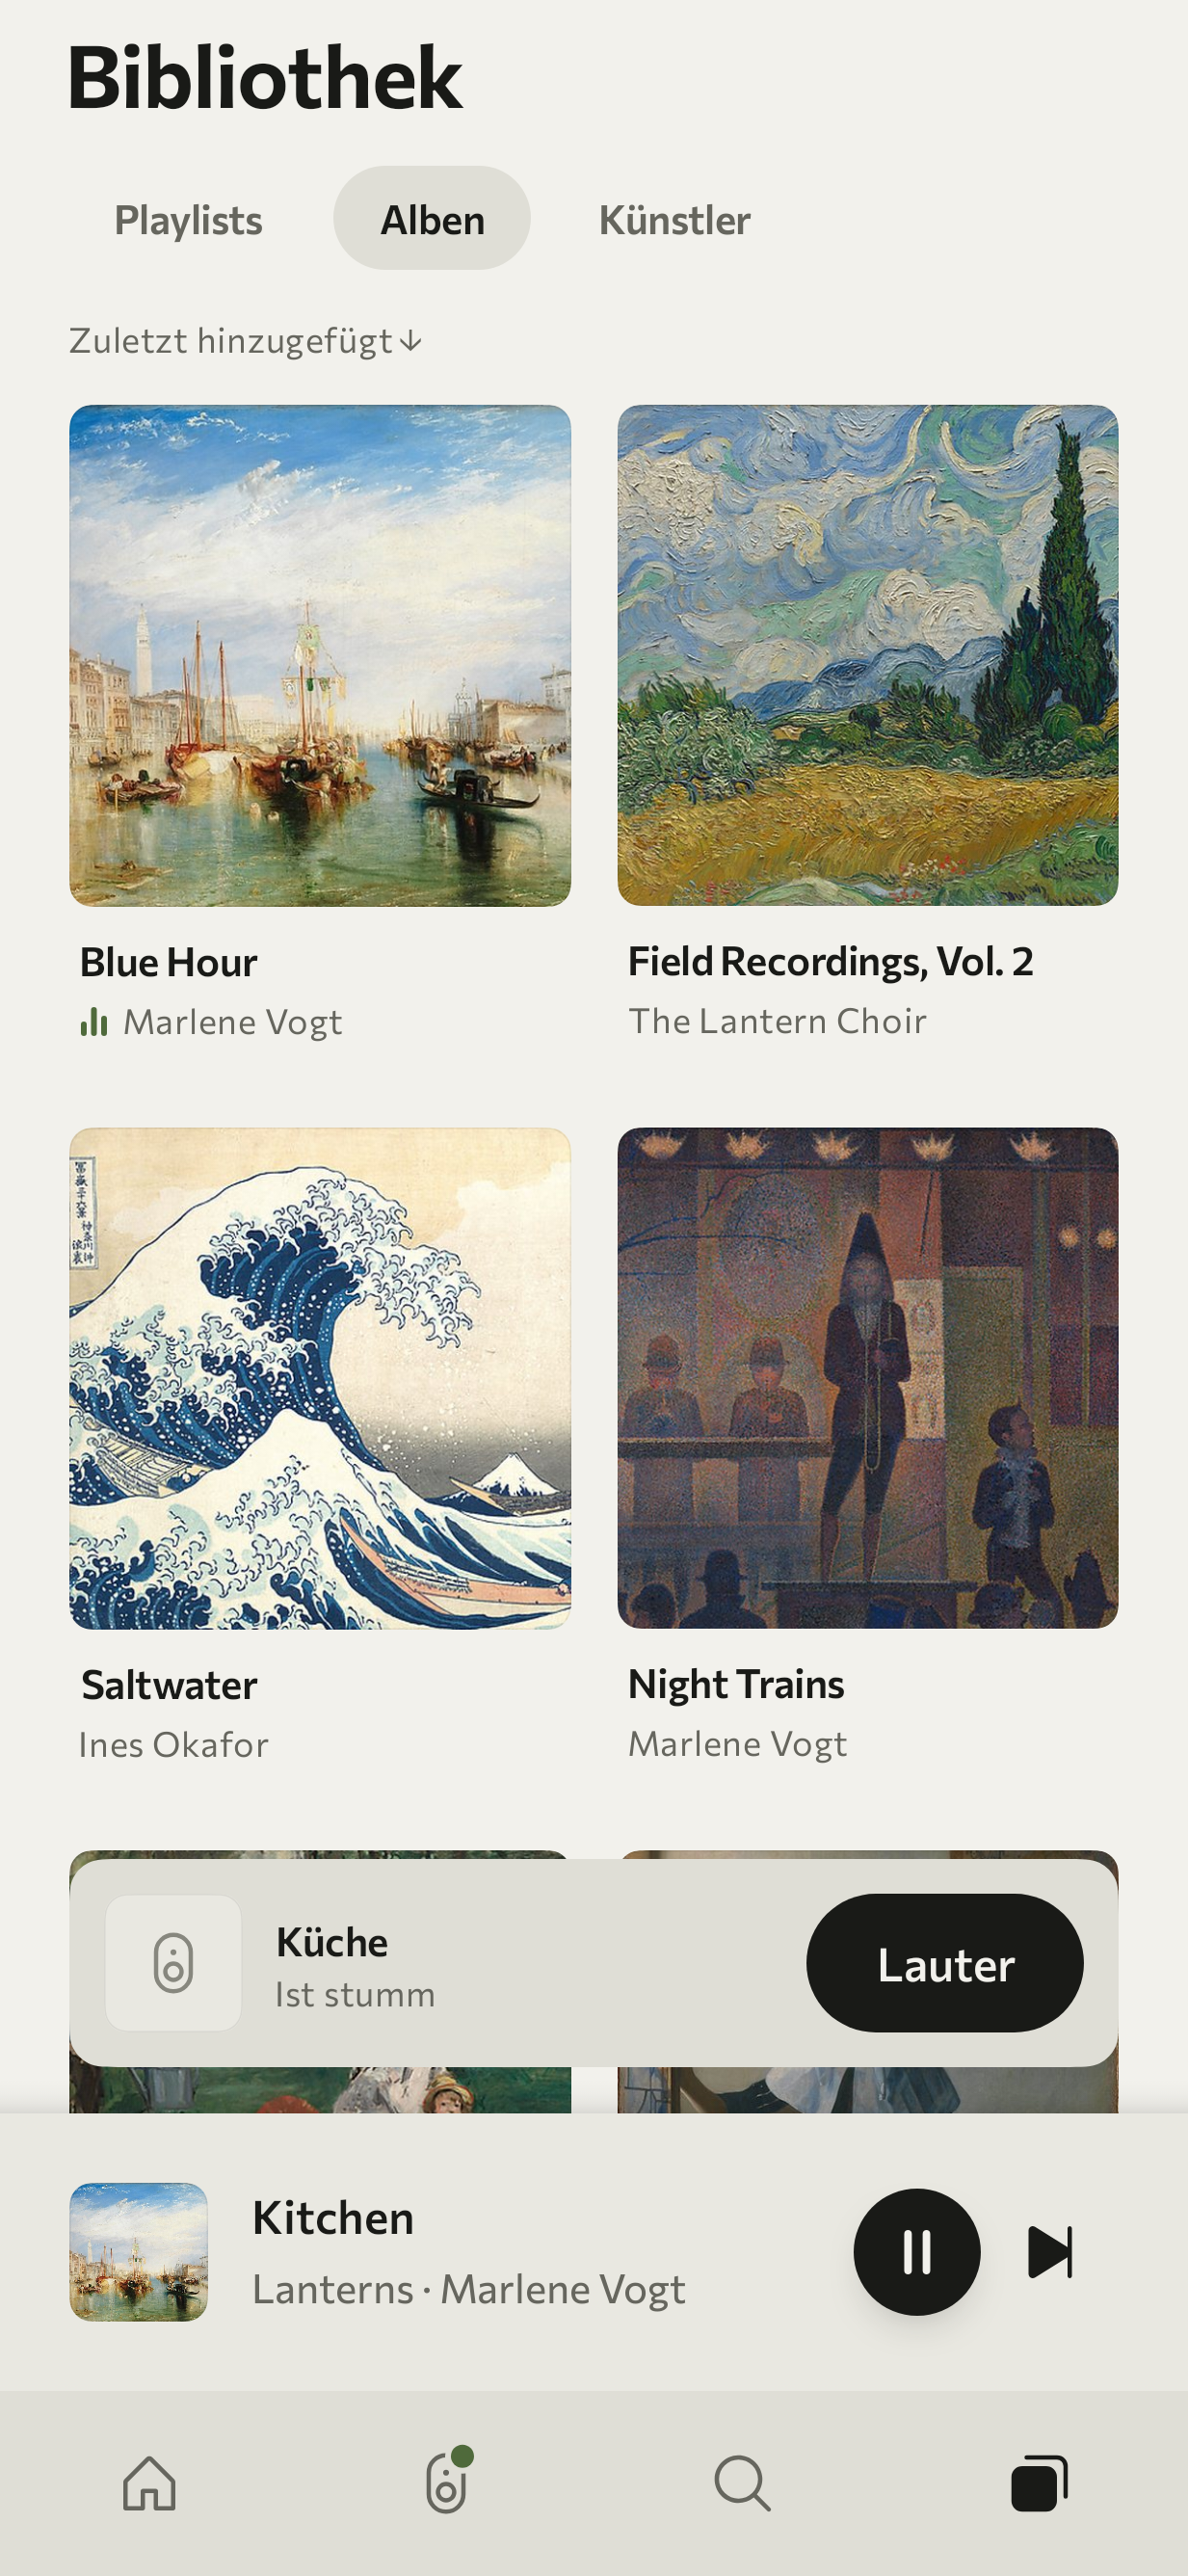 Bibliothek
Playlists
Alben
Künstler
Zuletzt hinzugefügt
Blue Hour
Marlene Vogt
Field Recordings, Vol. 2
The Lantern Choir
Saltwater
Ines Okafor
Night Trains
Marlene Vogt
Küche
Ist stumm
Lauter
Kitchen
Lanterns · Marlene Vogt